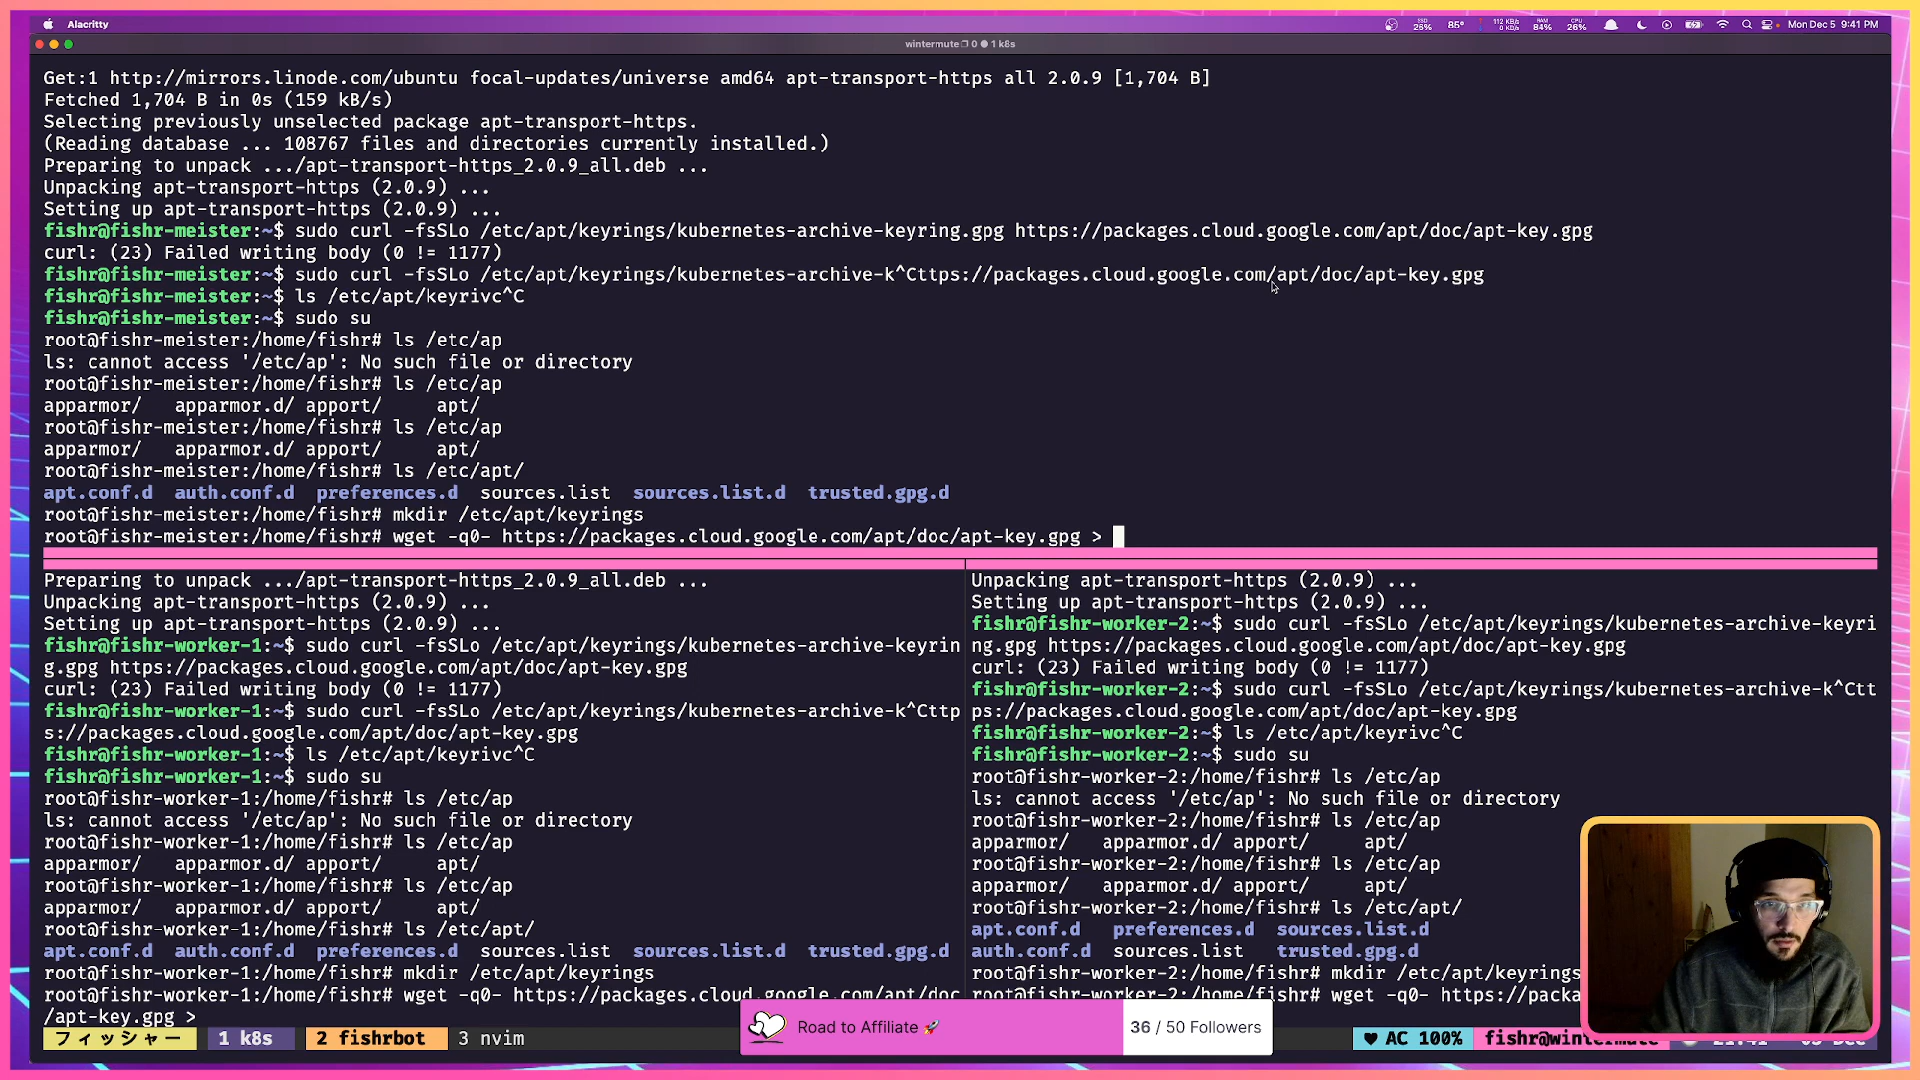 Alacritty
SSD 26%
85°
112 KB/s
0 KB/s
RAM 84%
CPU 26%
Mon Dec 5 9:41 PM
wintermute 0 1 k8s
Get:1 http://mirrors.linode.com/ubuntu focal-updates/universe amd64 apt-transport-https all 2.0.9 [1,704 B]
Fetched 1,704 B in 0s (159 kB/s)
Selecting previously unselected package apt-transport-https.
(Reading database ... 108767 files and directories currently installed.)
Preparing to unpack .../apt-transport-https_2.0.9_all.deb ...
Unpacking apt-transport-https (2.0.9) ...
Setting up apt-transport-https (2.0.9) ...
fishr@fishr-meister:~$ sudo curl -fsSLo /etc/apt/keyrings/kubernetes-archive-keyring.gpg https://packages.cloud.google.com/apt/doc/apt-key.gpg
curl: (23) Failed writing body (0 != 1177)
fishr@fishr-meister:~$ sudo curl -fsSLo /etc/apt/keyrings/kubernetes-archive-k^Cttps://packages.cloud.google.com/apt/doc/apt-key.gpg
fishr@fishr-meister:~$ ls /etc/apt/keyrivc^C
fishr@fishr-meister:~$ sudo su
root@fishr-meister:/home/fishr# ls /etc/ap
ls: cannot access '/etc/ap': No such file or directory
root@fishr-meister:/home/fishr# ls /etc/ap
apparmor/ apparmor.d/ apport/ apt/
root@fishr-meister:/home/fishr# ls /etc/ap
apparmor/ apparmor.d/ apport/ apt/
root@fishr-meister:/home/fishr# ls /etc/apt/
apt.conf.d auth.conf.d preferences.d sources.list sources.list.d trusted.gpg.d
root@fishr-meister:/home/fishr# mkdir /etc/apt/keyrings
root@fishr-meister:/home/fishr# wget -q0- https://packages.cloud.google.com/apt/doc/apt-key.gpg >
Preparing to unpack .../apt-transport-https_2.0.9_all.deb ...
Unpacking apt-transport-https (2.0.9) ...
Setting up apt-transport-https (2.0.9) ...
fishr@fishr-worker-1:~$ sudo curl -fsSLo /etc/apt/keyrings/kubernetes-archive-keyrin
g.gpg https://packages.cloud.google.com/apt/doc/apt-key.gpg
curl: (23) Failed writing body (0 != 1177)
fishr@fishr-worker-1:~$ sudo curl -fsSLo /etc/apt/keyrings/kubernetes-archive-k^Cttp
s://packages.cloud.google.com/apt/doc/apt-key.gpg
fishr@fishr-worker-1:~$ ls /etc/apt/keyrivc^C
fishr@fishr-worker-1:~$ sudo su
root@fishr-worker-1:/home/fishr# ls /etc/ap
ls: cannot access '/etc/ap': No such file or directory
root@fishr-worker-1:/home/fishr# ls /etc/ap
apparmor/ apparmor.d/ apport/ apt/
root@fishr-worker-1:/home/fishr# ls /etc/ap
apparmor/ apparmor.d/ apport/ apt/
root@fishr-worker-1:/home/fishr# ls /etc/apt/
apt.conf.d auth.conf.d preferences.d sources.list sources.list.d trusted.gpg.d
root@fishr-worker-1:/home/fishr# mkdir /etc/apt/keyrings
root@fishr-worker-1:/home/fishr# wget -q0- https://packages.cloud.google.com/apt/doc
/apt-key.gpg >
Unpacking apt-transport-https (2.0.9) ...
Setting up apt-transport-https (2.0.9) ...
fishr@fishr-worker-2:~$ sudo curl -fsSLo /etc/apt/keyrings/kubernetes-archive-keyri
ng.gpg https://packages.cloud.google.com/apt/doc/apt-key.gpg
curl: (23) Failed writing body (0 != 1177)
fishr@fishr-worker-2:~$ sudo curl -fsSLo /etc/apt/keyrings/kubernetes-archive-k^Ctt
ps://packages.cloud.google.com/apt/doc/apt-key.gpg
fishr@fishr-worker-2:~$ ls /etc/apt/keyrivc^C
fishr@fishr-worker-2:~$ sudo su
root@fishr-worker-2:/home/fishr# ls /etc/ap
ls: cannot access '/etc/ap': No such file or directory
root@fishr-worker-2:/home/fishr# ls /etc/ap
apparmor/ apparmor.d/ apport/ apt/
root@fishr-worker-2:/home/fishr# ls /etc/ap
apparmor/ apparmor.d/ apport/ apt/
root@fishr-worker-2:/home/fishr# ls /etc/apt/
apt.conf.d preferences.d sources.list.d
auth.conf.d sources.list trusted.gpg.d
root@fishr-worker-2:/home/fishr# mkdir /etc/apt/keyrings
root@fishr-worker-2:/home/fishr# wget -q0- https://packa
Road to Affiliate 🚀 36 / 50 Followers
フィッシャー 1 k8s 2 fishrbot 3 nvim ♥ AC 100% fishr@wintermute